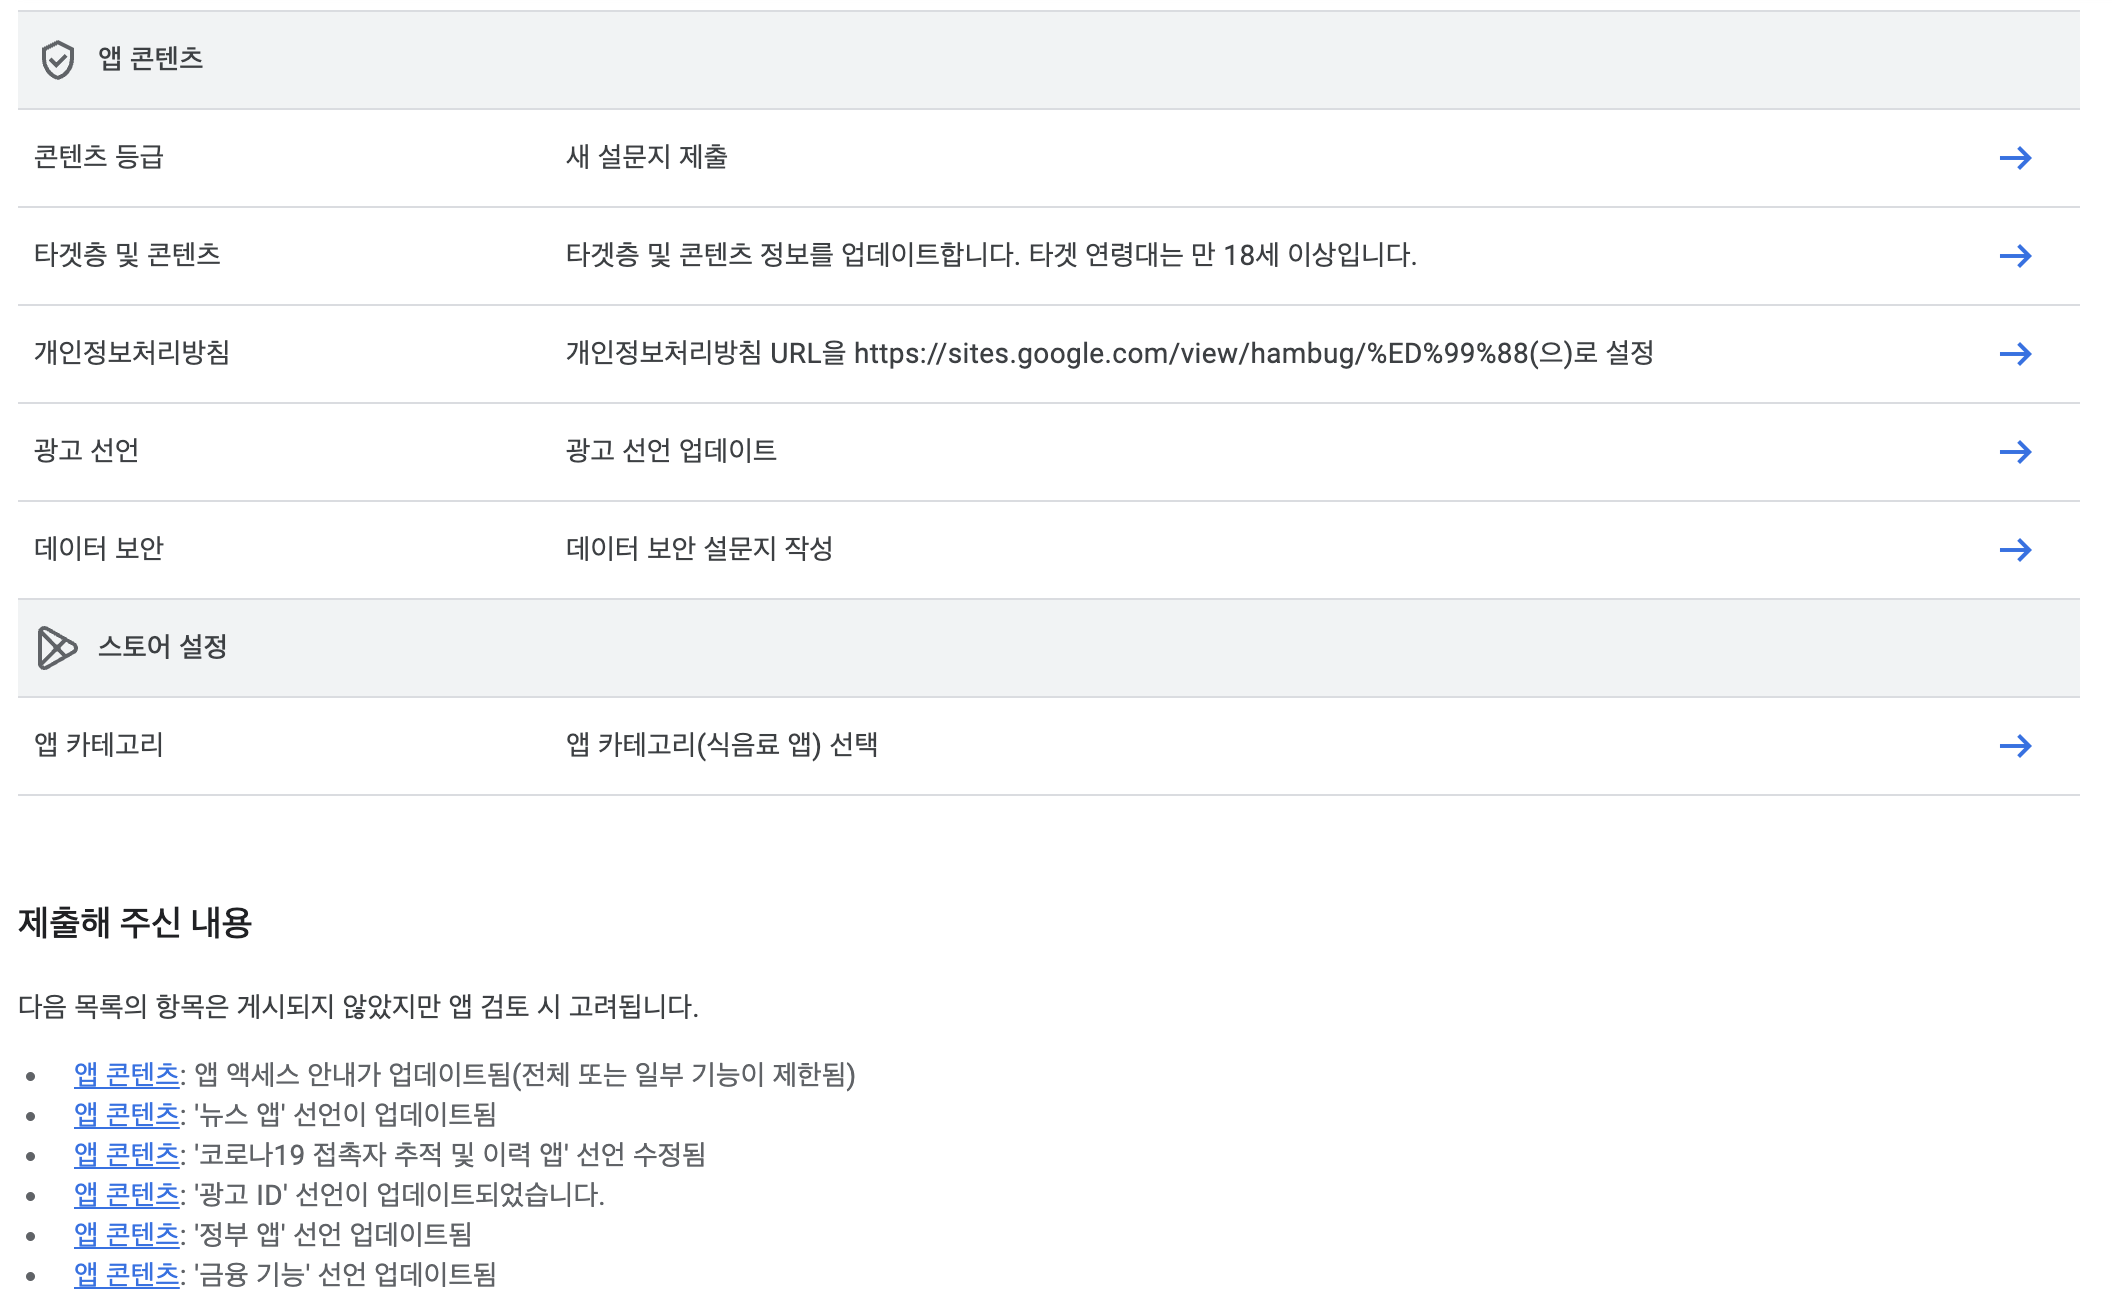 앱 콘텐츠
콘텐츠 등급 새 설문지 제출
타겟층 및 콘텐츠 타겟층 및 콘텐츠 정보를 업데이트합니다. 타겟 연령대는 만 18세 이상입니다.
개인정보처리방침 개인정보처리방침 URL을 https://sites.google.com/view/hambug/%ED%99%88(으)로 설정
광고 선언 광고 선언 업데이트
데이터 보안 데이터 보안 설문지 작성
스토어 설정
앱 카테고리 앱 카테고리(식음료 앱) 선택
제출해 주신 내용
다음 목록의 항목은 게시되지 않았지만 앱 검토 시 고려됩니다.
• 앱 콘텐츠: 앱 액세스 안내가 업데이트됨(전체 또는 일부 기능이 제한됨)
• 앱 콘텐츠: '뉴스 앱' 선언이 업데이트됨
• 앱 콘텐츠: '코로나19 접촉자 추적 및 이력 앱' 선언 수정됨
• 앱 콘텐츠: '광고 ID' 선언이 업데이트되었습니다.
• 앱 콘텐츠: '정부 앱' 선언 업데이트됨
• 앱 콘텐츠: '금융 기능' 선언 업데이트됨